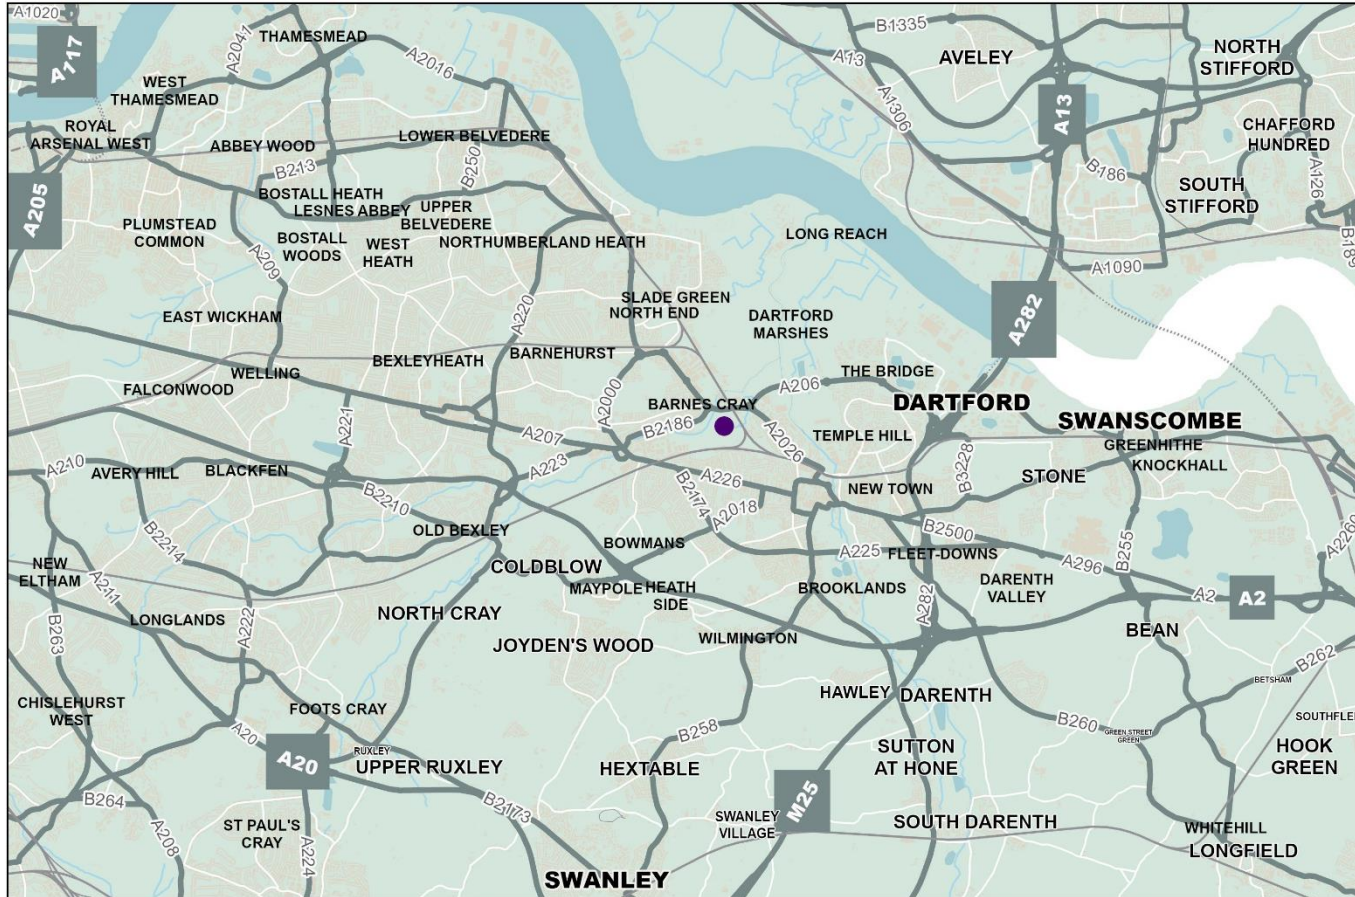 A1020
A117
A2041
THAMESMEAD
A2016
WEST
THAMESMEAD
ROYAL
ARSENAL WEST
ABBEY WOOD
LOWER BELVEDERE
B213
B250
A205
BOSTALL HEATH
LESNES ABBEY
UPPER
BELVEDERE
PLUMSTEAD
COMMON
BOSTALL
WOODS
WEST
HEATH
NORTHUMBERLAND HEATH
A209
B1335
A13
AVELEY
NORTH
STIFFORD
A1306
A13
CHAFFORD
HUNDRED
B186
A126
SOUTH
STIFFORD
LONG REACH
A1090
B189
A220
SLADE GREEN
NORTH END
DARTFORD
MARSHES
A282
EAST WICKHAM
BEXLEYHEATH
BARNEHURST
WELLING
FALCONWOOD
A2000
BARNES CRAY
A206
THE BRIDGE
DARTFORD
SWANSCOMBE
A221
A207
B2186
A2026
TEMPLE HILL
GREENHITHE
KNOCKHALL
A210
AVERY HILL
BLACKFEN
A223
B2174
A226
B3228
STONE
B2210
A2018
NEW TOWN
B2214
OLD BEXLEY
BOWMANS
B2500
B255
A2260
NEW
ELTHAM
A211
COLDBLOW
A225
FLEET-DOWNS
A296
MAYPOLE
HEATH
SIDE
BROOKLANDS
DARENTH
VALLEY
A2
A2
B263
LONGLANDS
A222
NORTH CRAY
A282
JOYDEN'S WOOD
WILMINGTON
BEAN
B262
BETSHAM
CHISLEHURST
WEST
FOOTS CRAY
HAWLEY
DARENTH
A20
B258
B260
GREEN STREET
GREEN
SOUTHFLEE
RUXLEY
A20
UPPER RUXLEY
HEXTABLE
SUTTON
AT HONE
HOOK
GREEN
B264
B2173
M25
A208
ST PAUL'S
CRAY
A224
SWANLEY
VILLAGE
SOUTH DARENTH
WHITEHILL
LONGFIELD
SWANLEY